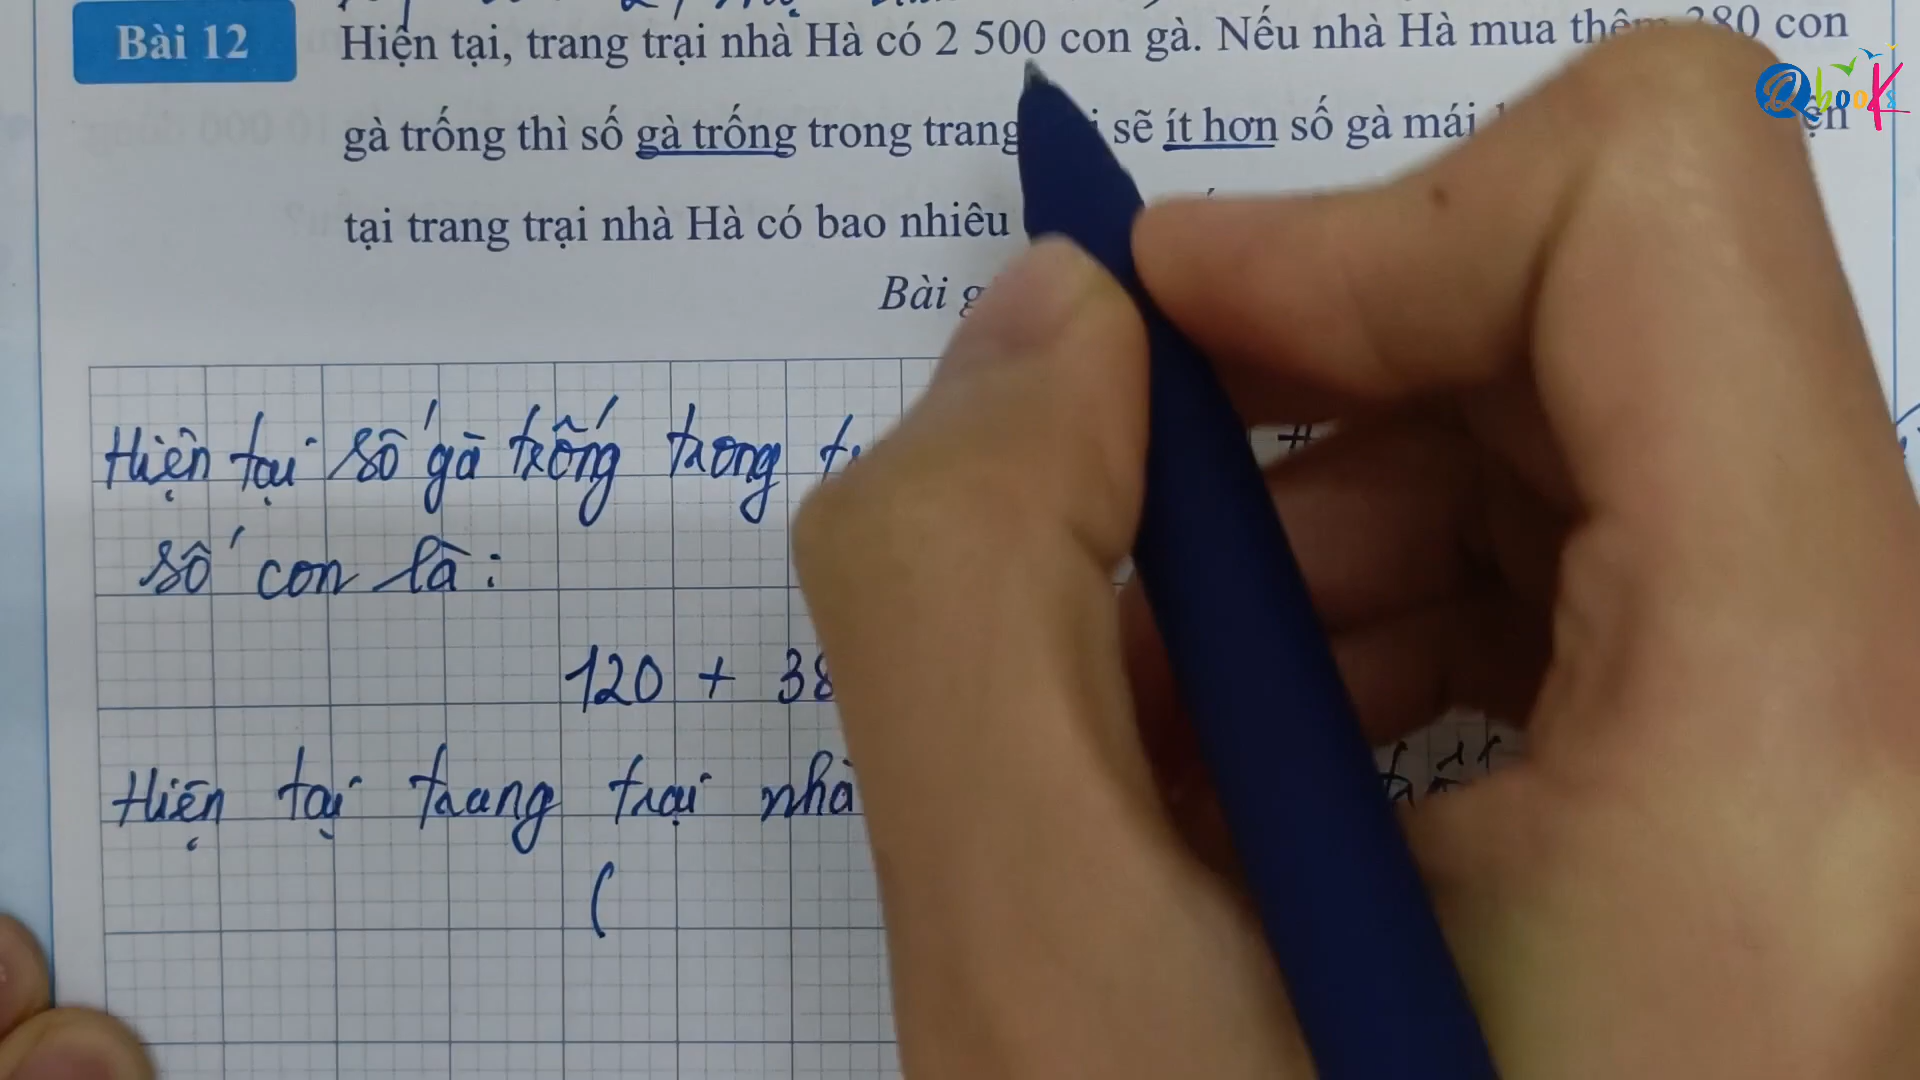 Bài 12 Hiện tại, trang trại nhà Hà có 2 500 con gà. Nếu nhà Hà mua thêm 380 con
gà trống thì số gà trống trong trang sẽ ít hơn số gà mái
tại trang trại nhà Hà có bao nhiêu
Bài
Hiện tại số gà trống trong
số con là:
120 + 38
Hiện tại trang trại nhà
(
Qbooks